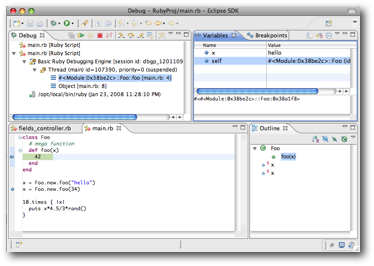 Debug - RubyProj/main.rb - Eclipse SDK
Debug
main.rb [Ruby Script]
main.rb [Ruby Script]
Basic Ruby Debugging Engine [session id: dbgp_1201109
Thread (main) id=107390, priority=0 (suspended)
#<Module:0x38be2c>::Foo:foo [main.rb: 4]
Object [main.rb: 8]
/opt/local/bin/ruby (Jan 23, 2008 11:28:10 PM)
Variables
Breakpoints
Name
Value
x
hello
self
#<Module:0x38be2c>::Foo (id
#<#<Module:0x38be2c>::Foo:0x38a1f8>
fields_controller.rb
main.rb
class Foo
# mega function
def foo(x)
42
end
end
x = Foo.new.foo("hello")
x = Foo.new.foo(34)
10.times { |x|
puts x*4.5/3*rand()
}
Outline
Foo
foo(x)
x
x